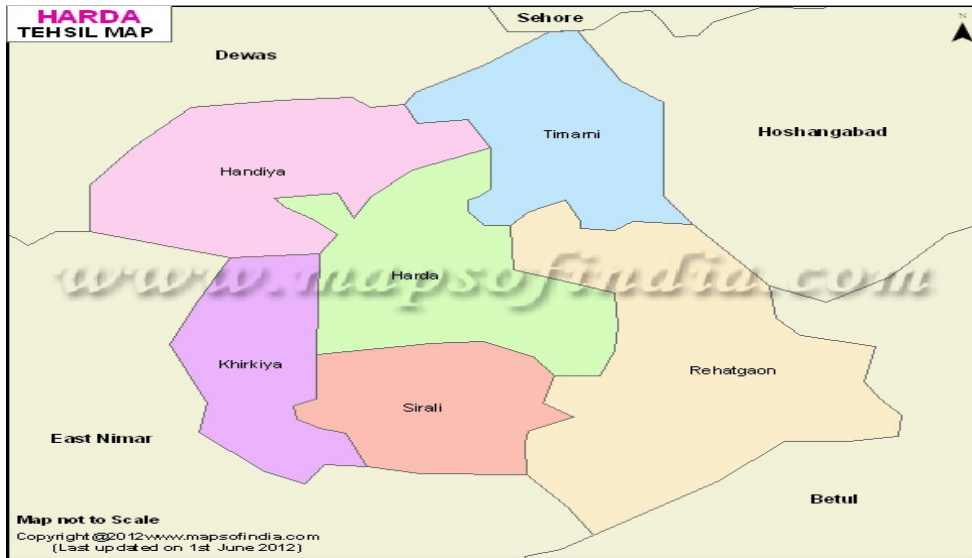 HARDA
TEHSIL MAP
Sehore
N
Dewas
Timarni
Hoshangabad
Handiya
www.mapsofindia.com
Harda
Khirkiya
Rehatgaon
Sirali
East Nimar
Betul
Map not to Scale
Copyright@2012www.mapsofindia.com
(Last updated on 1st June 2012)